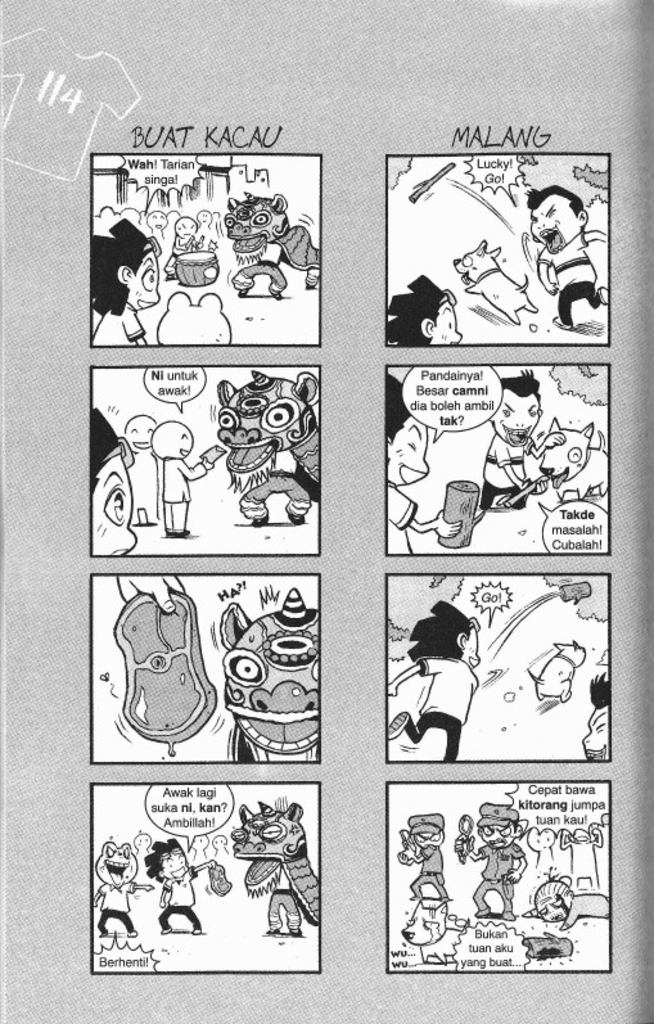 114
BUAT KACAU
Wah! Tarian
singa!
Ni untuk
awak!
HA?!
Awak lagi
suka ni, kan?
Ambillah!
Berhenti!
MALANG
Lucky!
Go!
Pandainya!
Besar camni
dia boleh ambil
tak?
Takde
masalah!
Cubalah!
Go!
Cepat bawa
kitorang jumpa
tuan kau!
WU...
WU...
Bukan
tuan aku
yang buat...